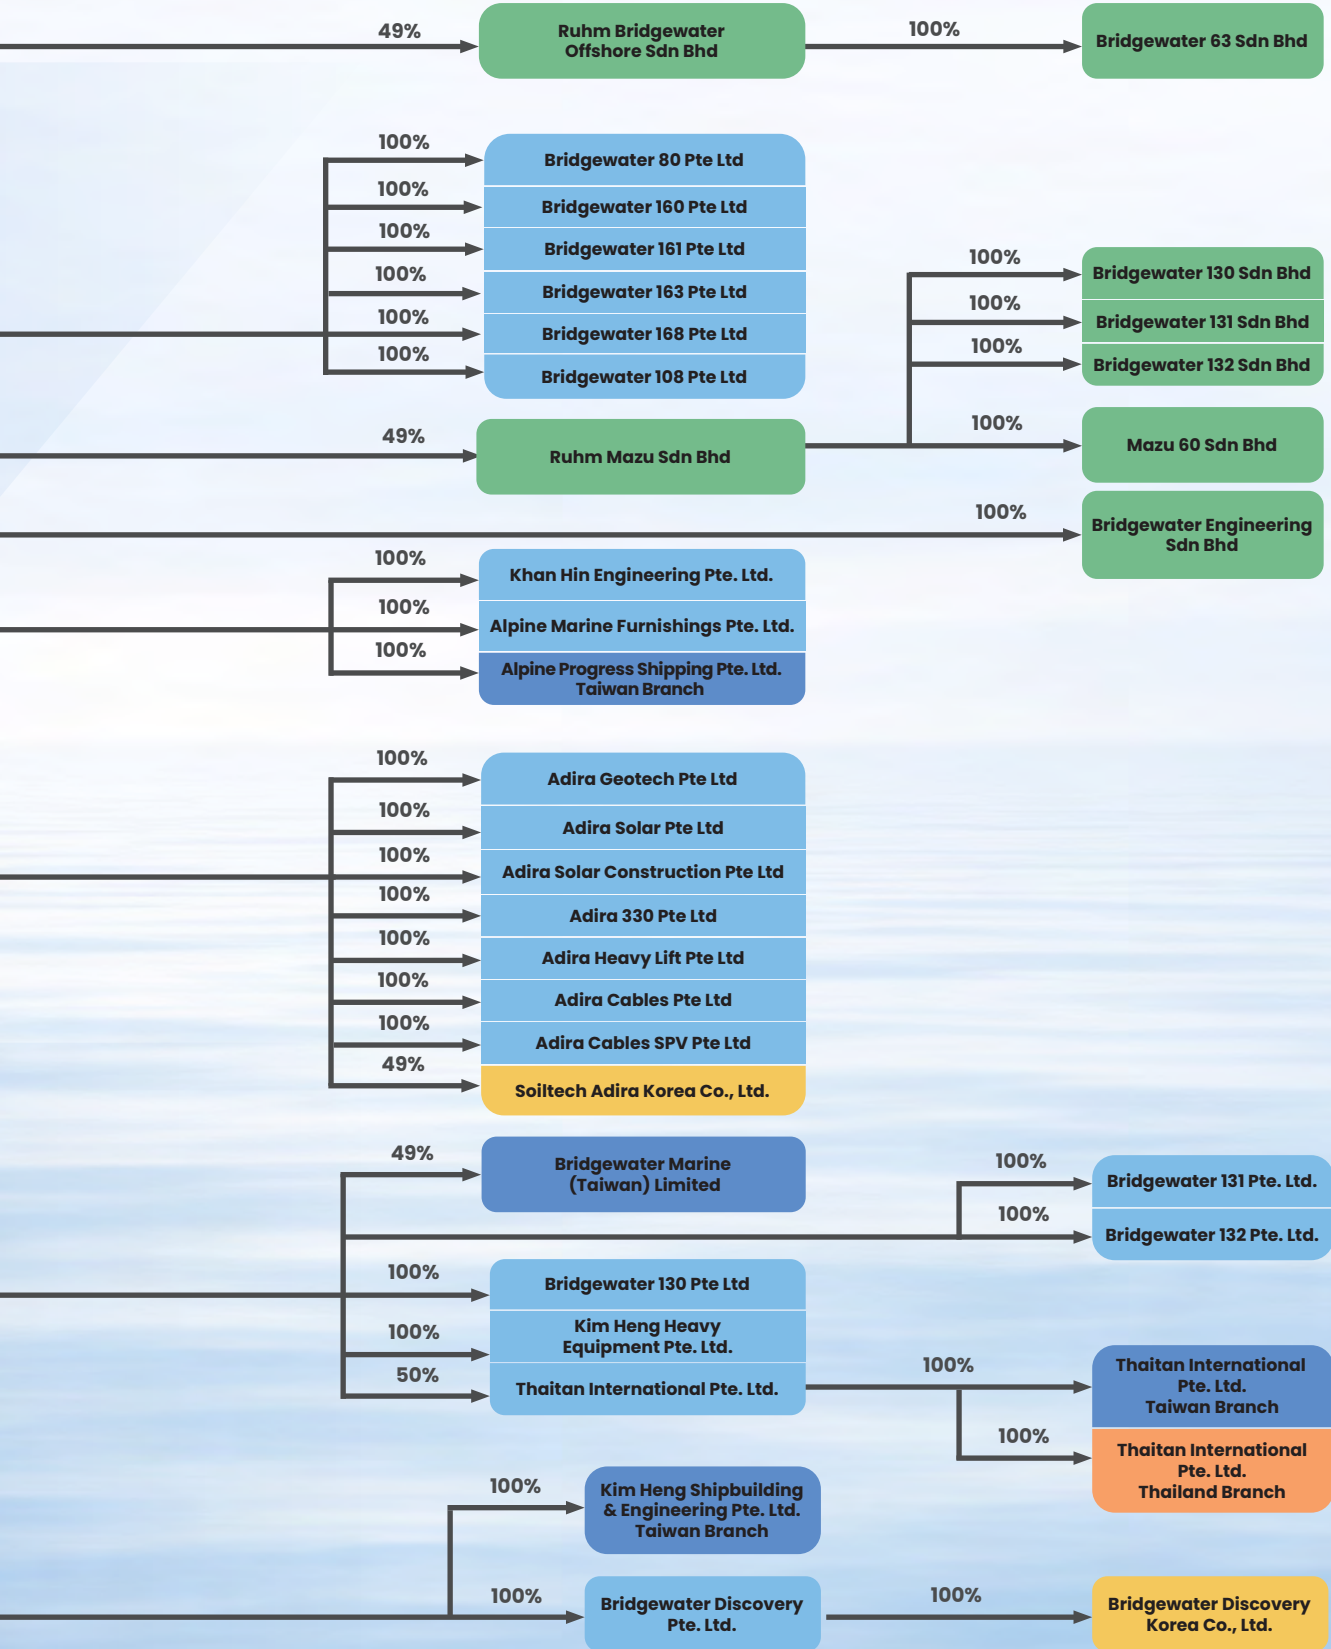 49%
Ruhm Bridgewater
Offshore Sdn Bhd
100%
Bridgewater 63 Sdn Bhd
100%
Bridgewater 80 Pte Ltd
100%
Bridgewater 160 Pte Ltd
100%
Bridgewater 161 Pte Ltd
100%
Bridgewater 163 Pte Ltd
100%
Bridgewater 168 Pte Ltd
100%
Bridgewater 108 Pte Ltd
49%
Ruhm Mazu Sdn Bhd
100%
Bridgewater 130 Sdn Bhd
100%
Bridgewater 131 Sdn Bhd
100%
Bridgewater 132 Sdn Bhd
100%
Mazu 60 Sdn Bhd
100%
Bridgewater Engineering
Sdn Bhd
100%
Khan Hin Engineering Pte. Ltd.
100%
Alpine Marine Furnishings Pte. Ltd.
100%
Alpine Progress Shipping Pte. Ltd.
Taiwan Branch
100%
Adira Geotech Pte Ltd
100%
Adira Solar Pte Ltd
100%
Adira Solar Construction Pte Ltd
100%
Adira 330 Pte Ltd
100%
Adira Heavy Lift Pte Ltd
100%
Adira Cables Pte Ltd
100%
Adira Cables SPV Pte Ltd
49%
Soiltech Adira Korea Co., Ltd.
49%
Bridgewater Marine
(Taiwan) Limited
100%
Bridgewater 131 Pte. Ltd.
100%
Bridgewater 132 Pte. Ltd.
100%
Bridgewater 130 Pte Ltd
100%
Kim Heng Heavy
Equipment Pte. Ltd.
50%
Thaitan International Pte. Ltd.
100%
Thaitan International
Pte. Ltd.
Taiwan Branch
100%
Thaitan International
Pte. Ltd.
Thailand Branch
100%
Kim Heng Shipbuilding
& Engineering Pte. Ltd.
Taiwan Branch
100%
Bridgewater Discovery
Pte. Ltd.
100%
Bridgewater Discovery
Korea Co., Ltd.